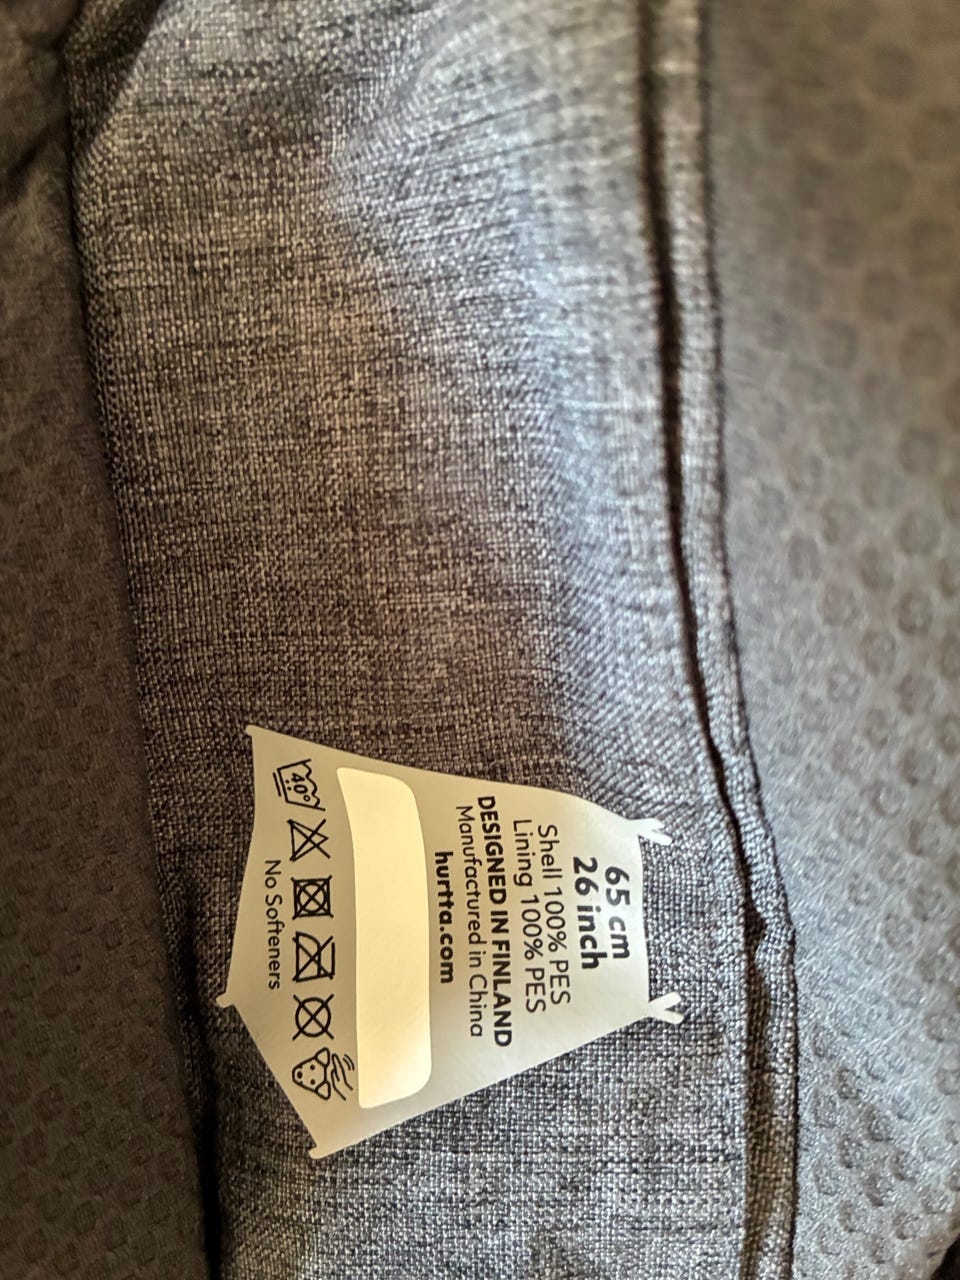 65 cm
26 inch
Shell 100% PES
Lining 100% PES
DESIGNED IN FINLAND
Manufactured in China
hurtta.com
40°
No Softeners